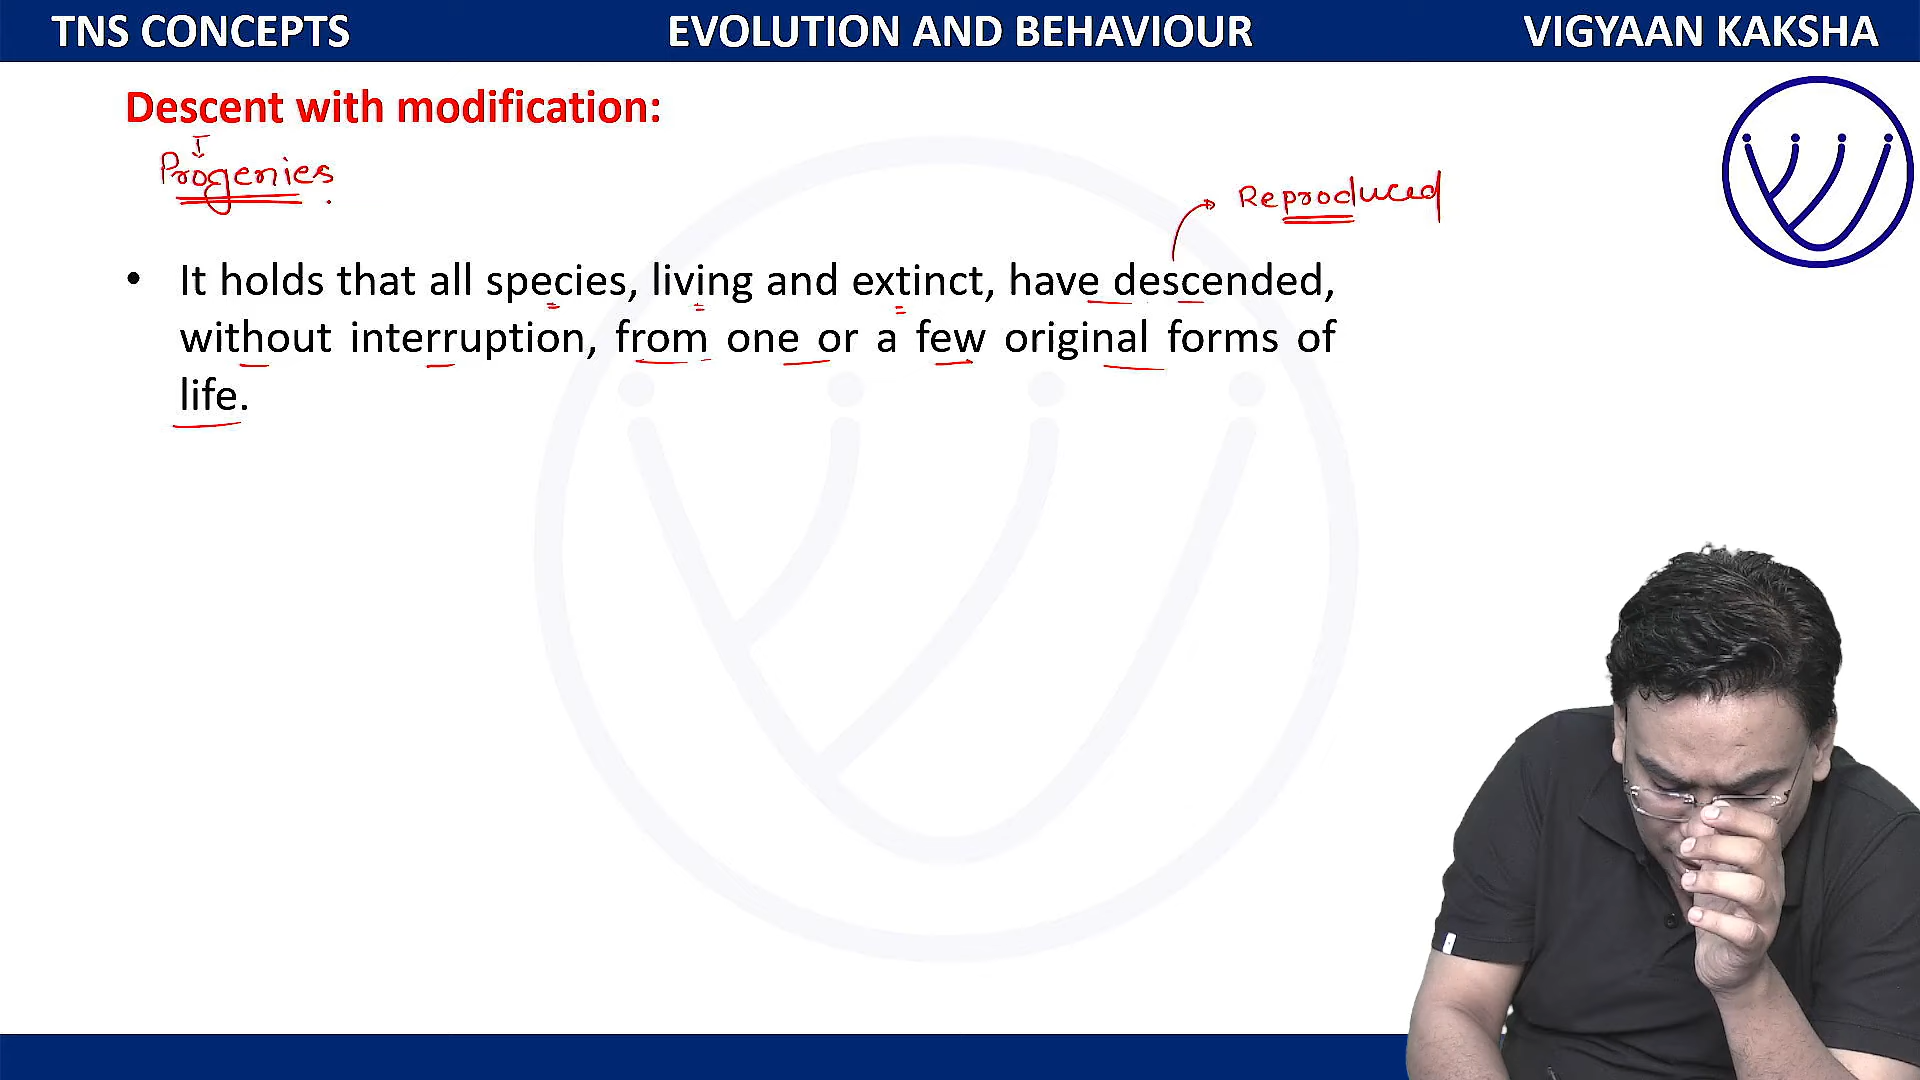 TNS CONCEPTS EVOLUTION AND BEHAVIOUR VIGYAAN KAKSHA
Descent with modification:
Progenies
Reproduced
• It holds that all species, living and extinct, have descended,
without interruption, from one or a few original forms of
life.